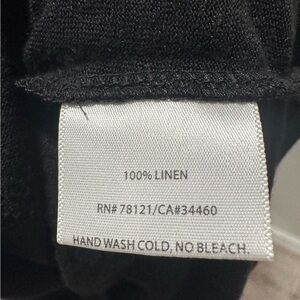 100% LINEN
RN# 78121/CA#34460
HAND WASH COLD, NO BLEACH.